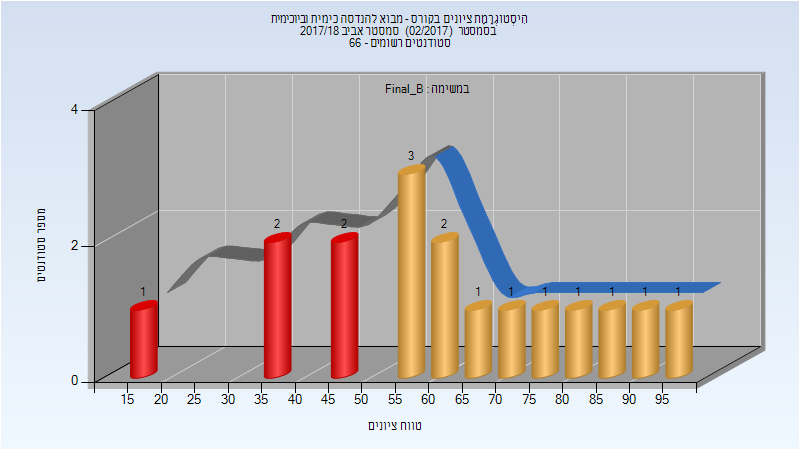 היסטוגרמת ציונים בקורס - מבוא להנדסה כימית וביוכימית
בסמסטר (02/2017) סמסטר אביב 2017/18
סטודנטים רשומים - 66
במשימה : Final_B
4
2
0
מספר סטודנטים
1
2
2
3
2
1
1
1
1
1
1
1
15 20 25 30 35 40 45 50 55 60 65 70 75 80 85 90 95
טווח ציונים